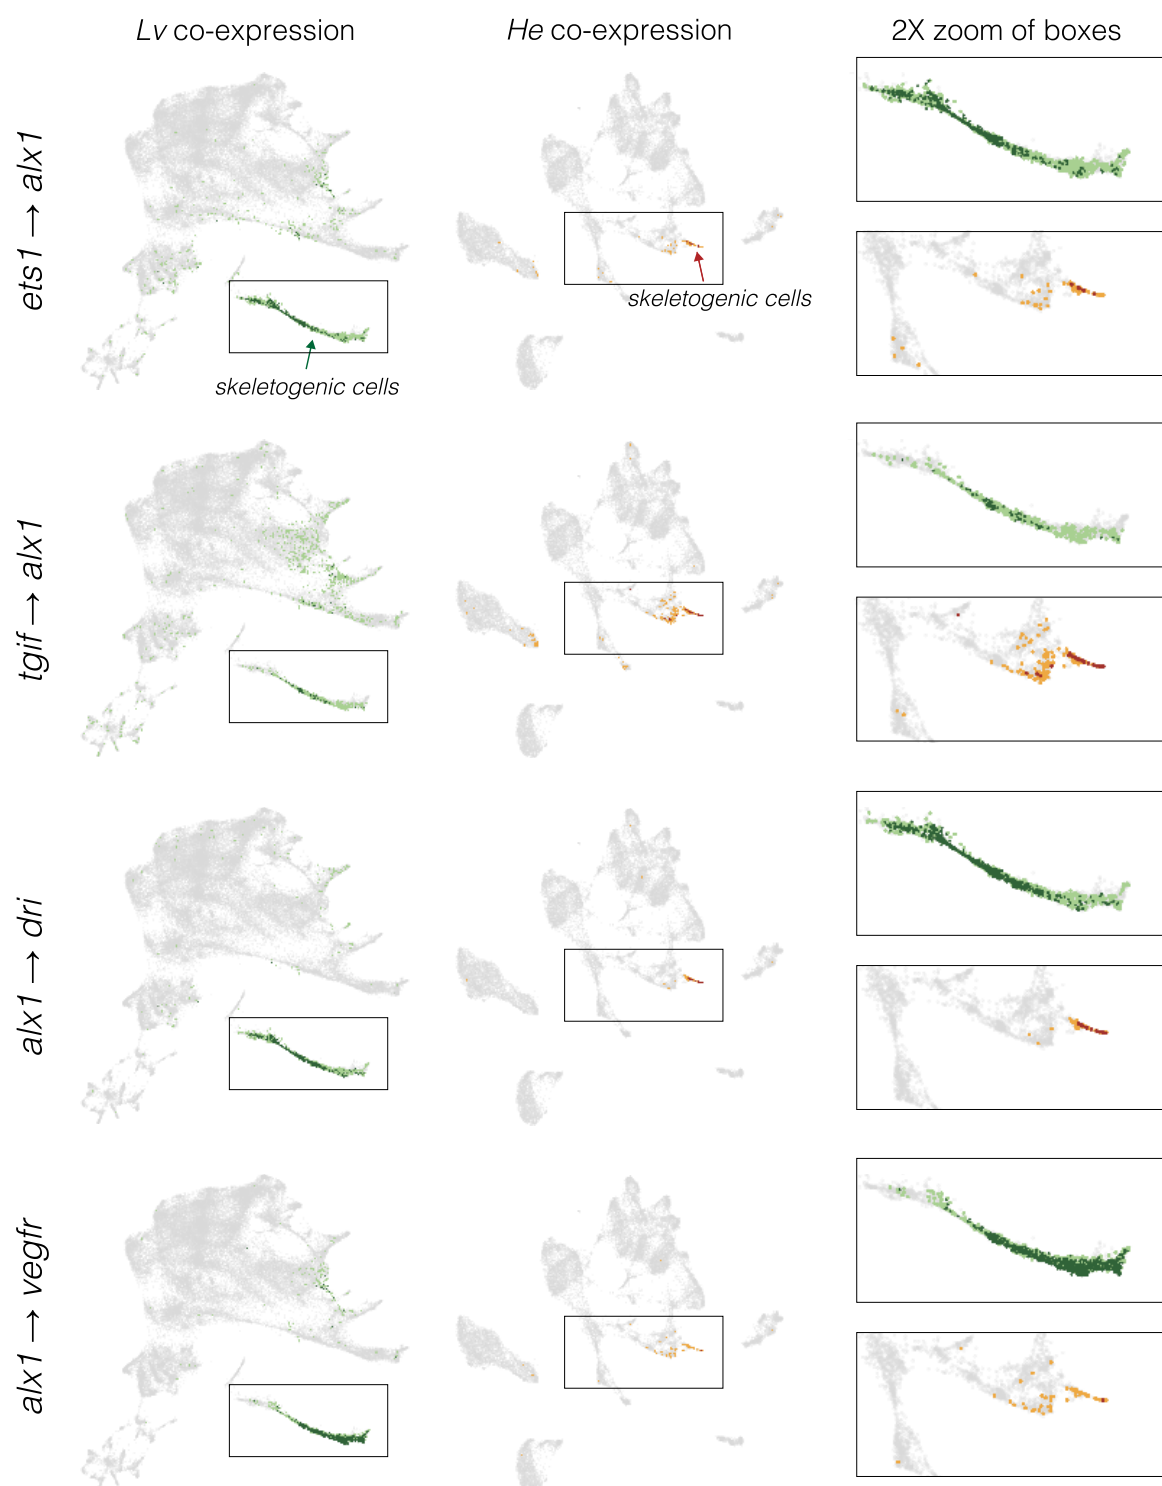 Lv co-expression
He co-expression
2X zoom of boxes
ets1 → alx1
skeletogenic cells
skeletogenic cells
tgif → alx1
alx1 → dri
alx1 → vegfr